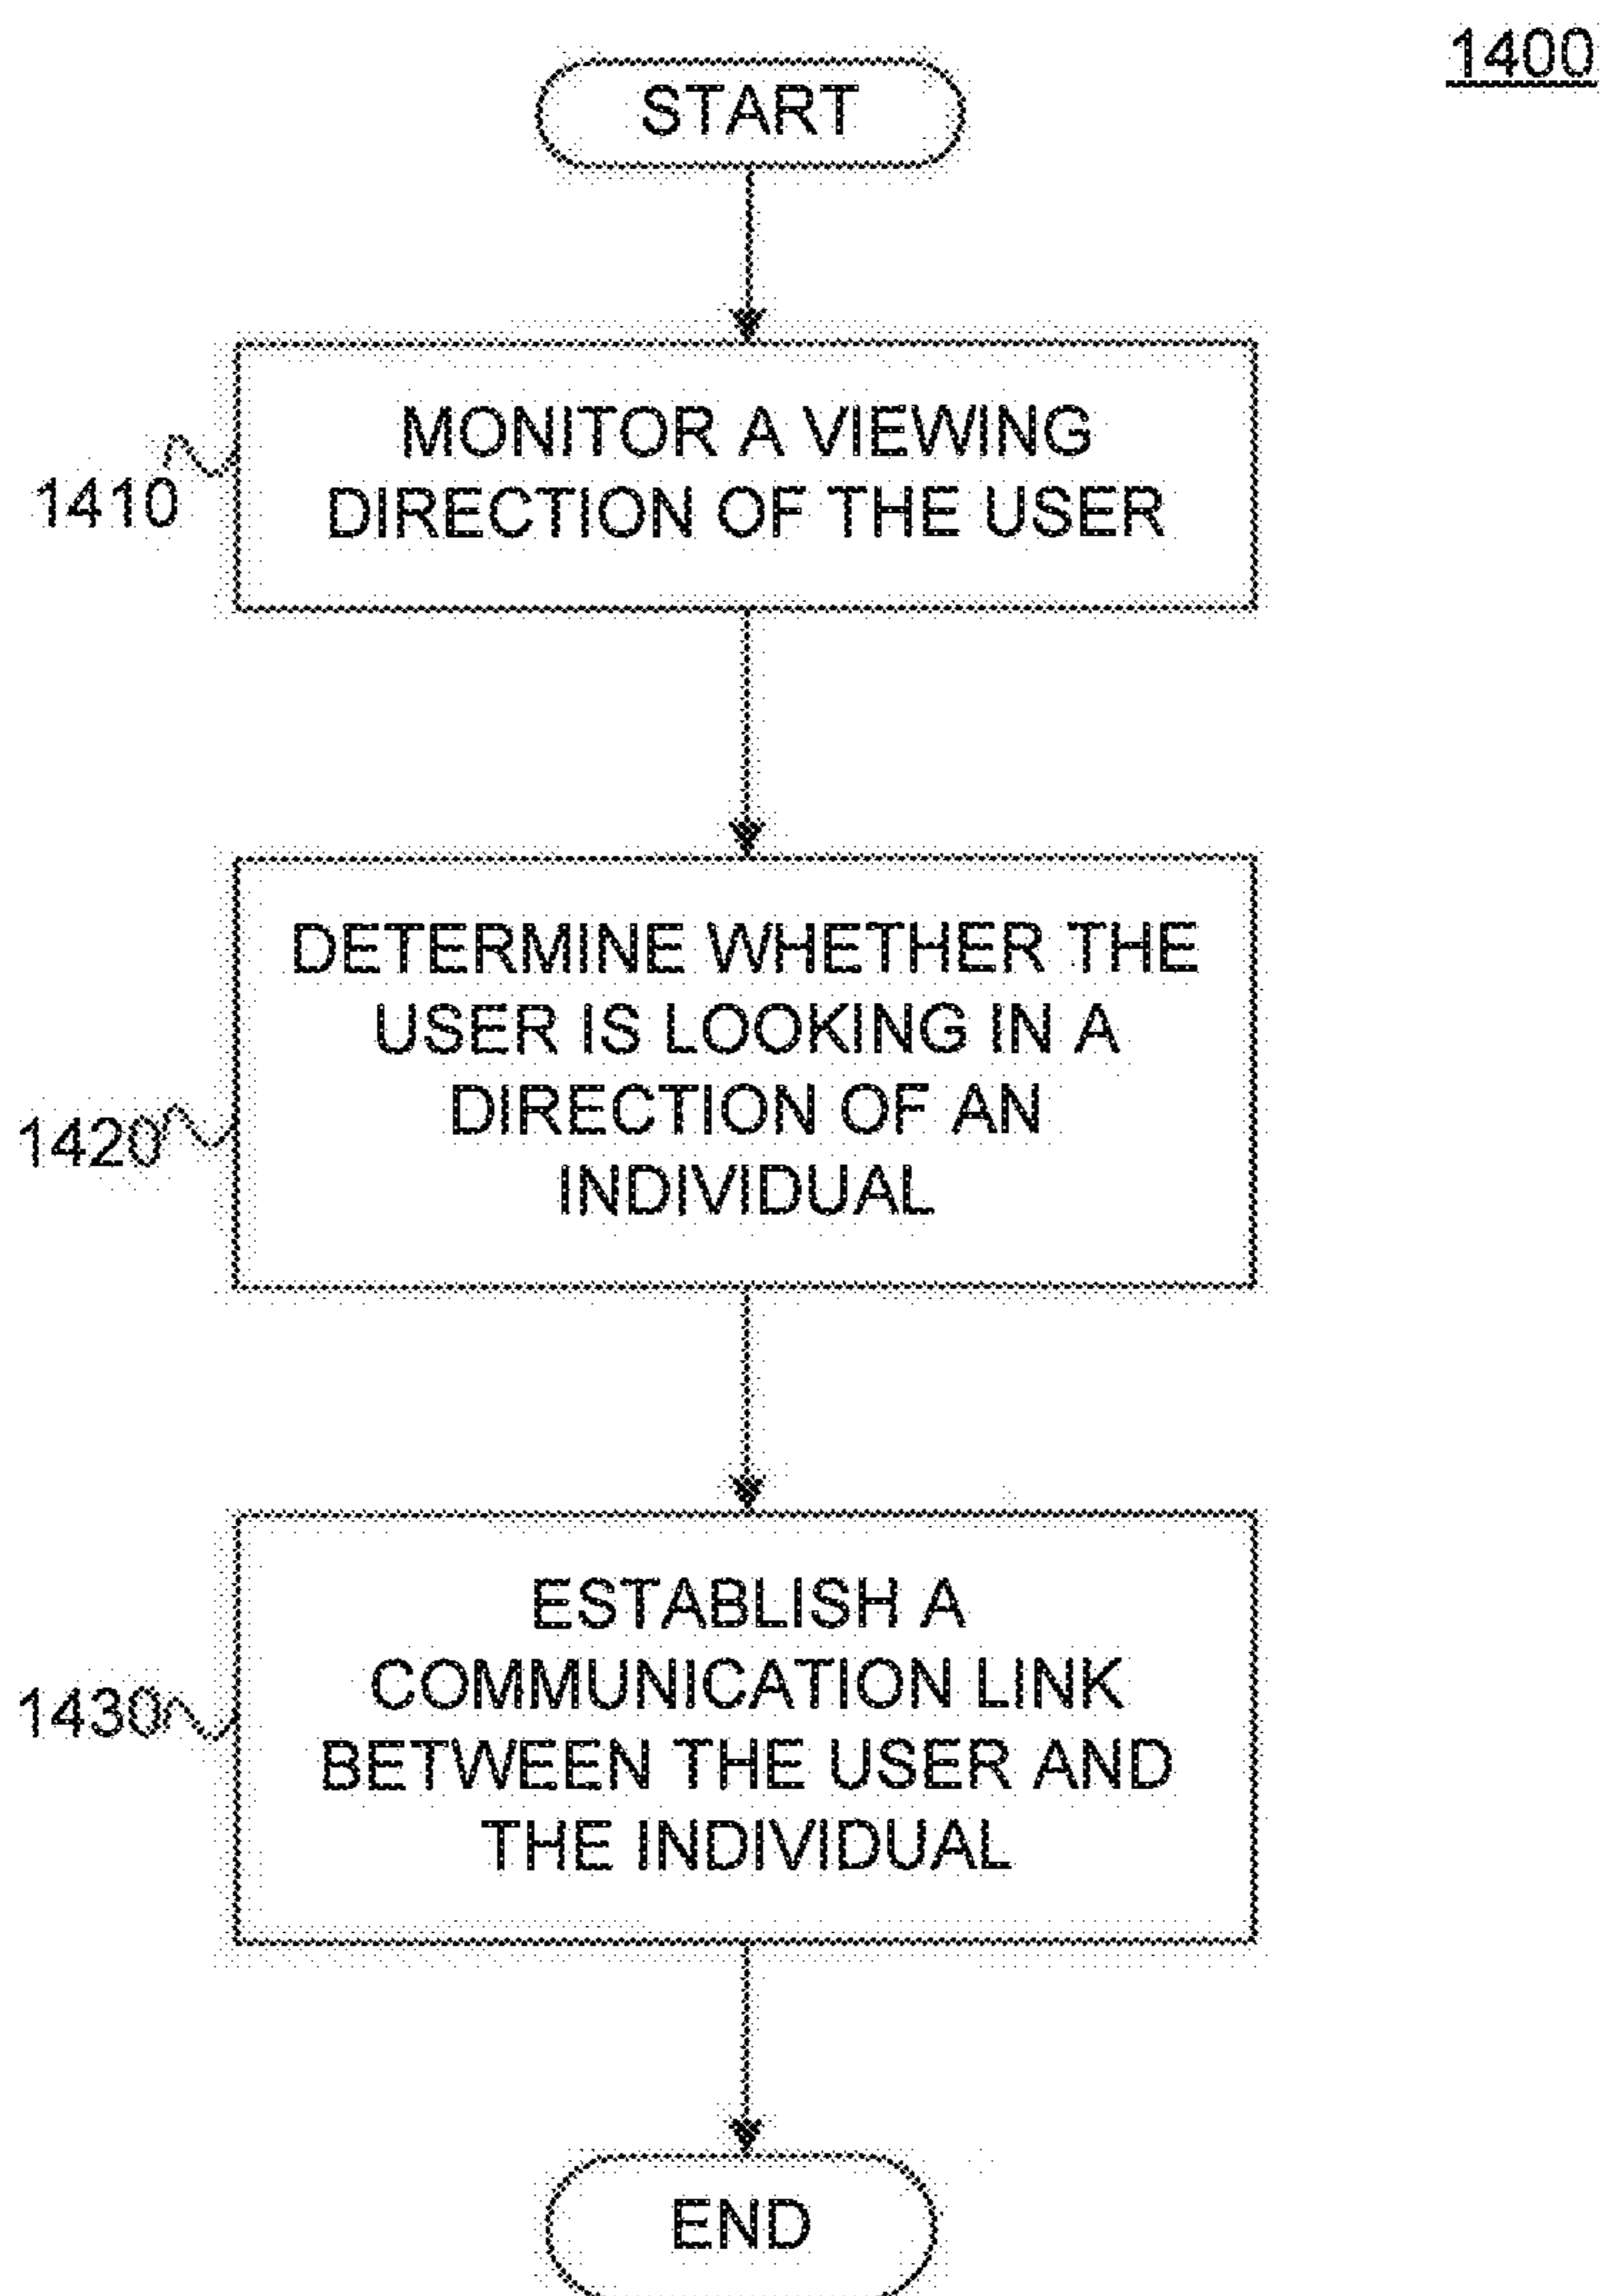 1400
START
MONITOR A VIEWING
DIRECTION OF THE USER
1410
DETERMINE WHETHER THE
USER IS LOOKING IN A
DIRECTION OF AN
INDIVIDUAL
1420
ESTABLISH A
COMMUNICATION LINK
BETWEEN THE USER AND
THE INDIVIDUAL
1430
END